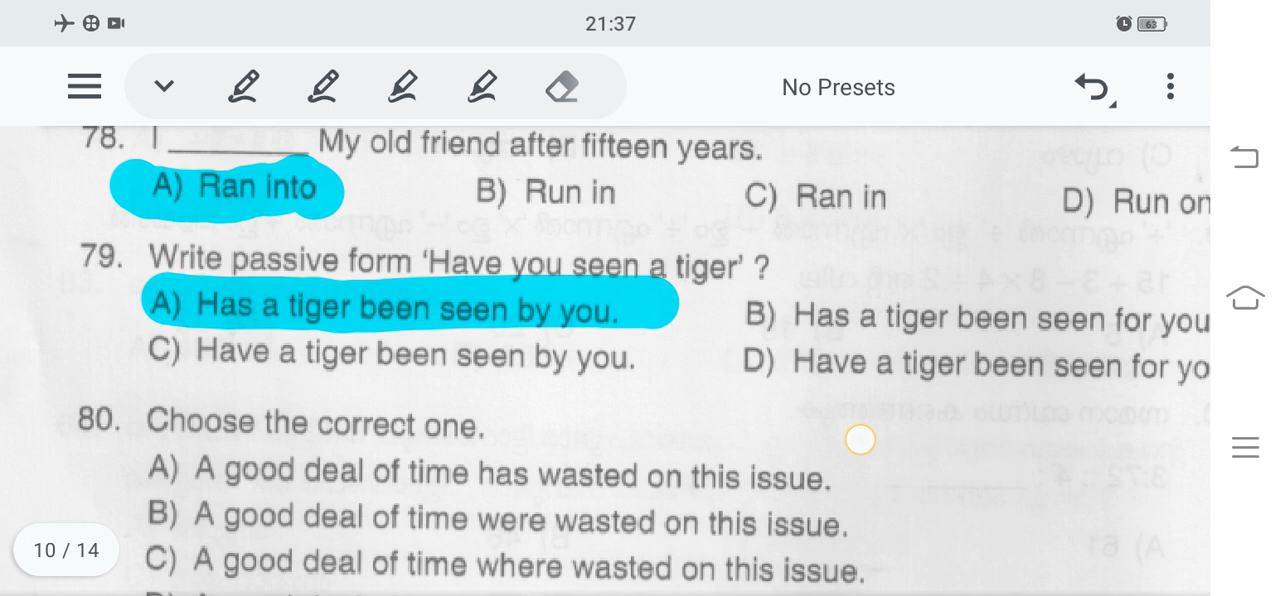 21:37
63
No Presets
78. I ________ My old friend after fifteen years.
A) Ran into B) Run in C) Ran in D) Run on
79. Write passive form ‘Have you seen a tiger’ ?
A) Has a tiger been seen by you. B) Has a tiger been seen for you
C) Have a tiger been seen by you. D) Have a tiger been seen for yo
80. Choose the correct one.
A) A good deal of time has wasted on this issue.
B) A good deal of time were wasted on this issue.
10 / 14
C) A good deal of time where wasted on this issue.